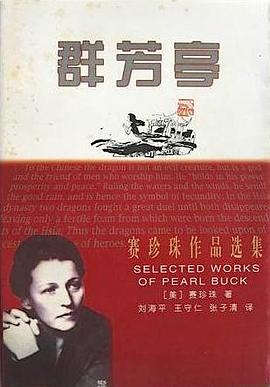 群芳亭
To the Chinese the dragon is not an evil creature, but is a god
and the friend of men who worship him. He "holds in his power
prosperity and peace." Ruling the waters and the winds, he sends
the good rain, and is hence the symbol of fecundity. In the
dynasty two dragons fought a great duel until both disappeared,
leaving only a fertile foam from which were born the descend
of the Hsia. Thus the dragons came to be looked upon
赛珍珠作品选集
SELECTED WORKS
OF PEARL BUCK
[美] 赛珍珠 著
刘海平 王守仁 张子清 译